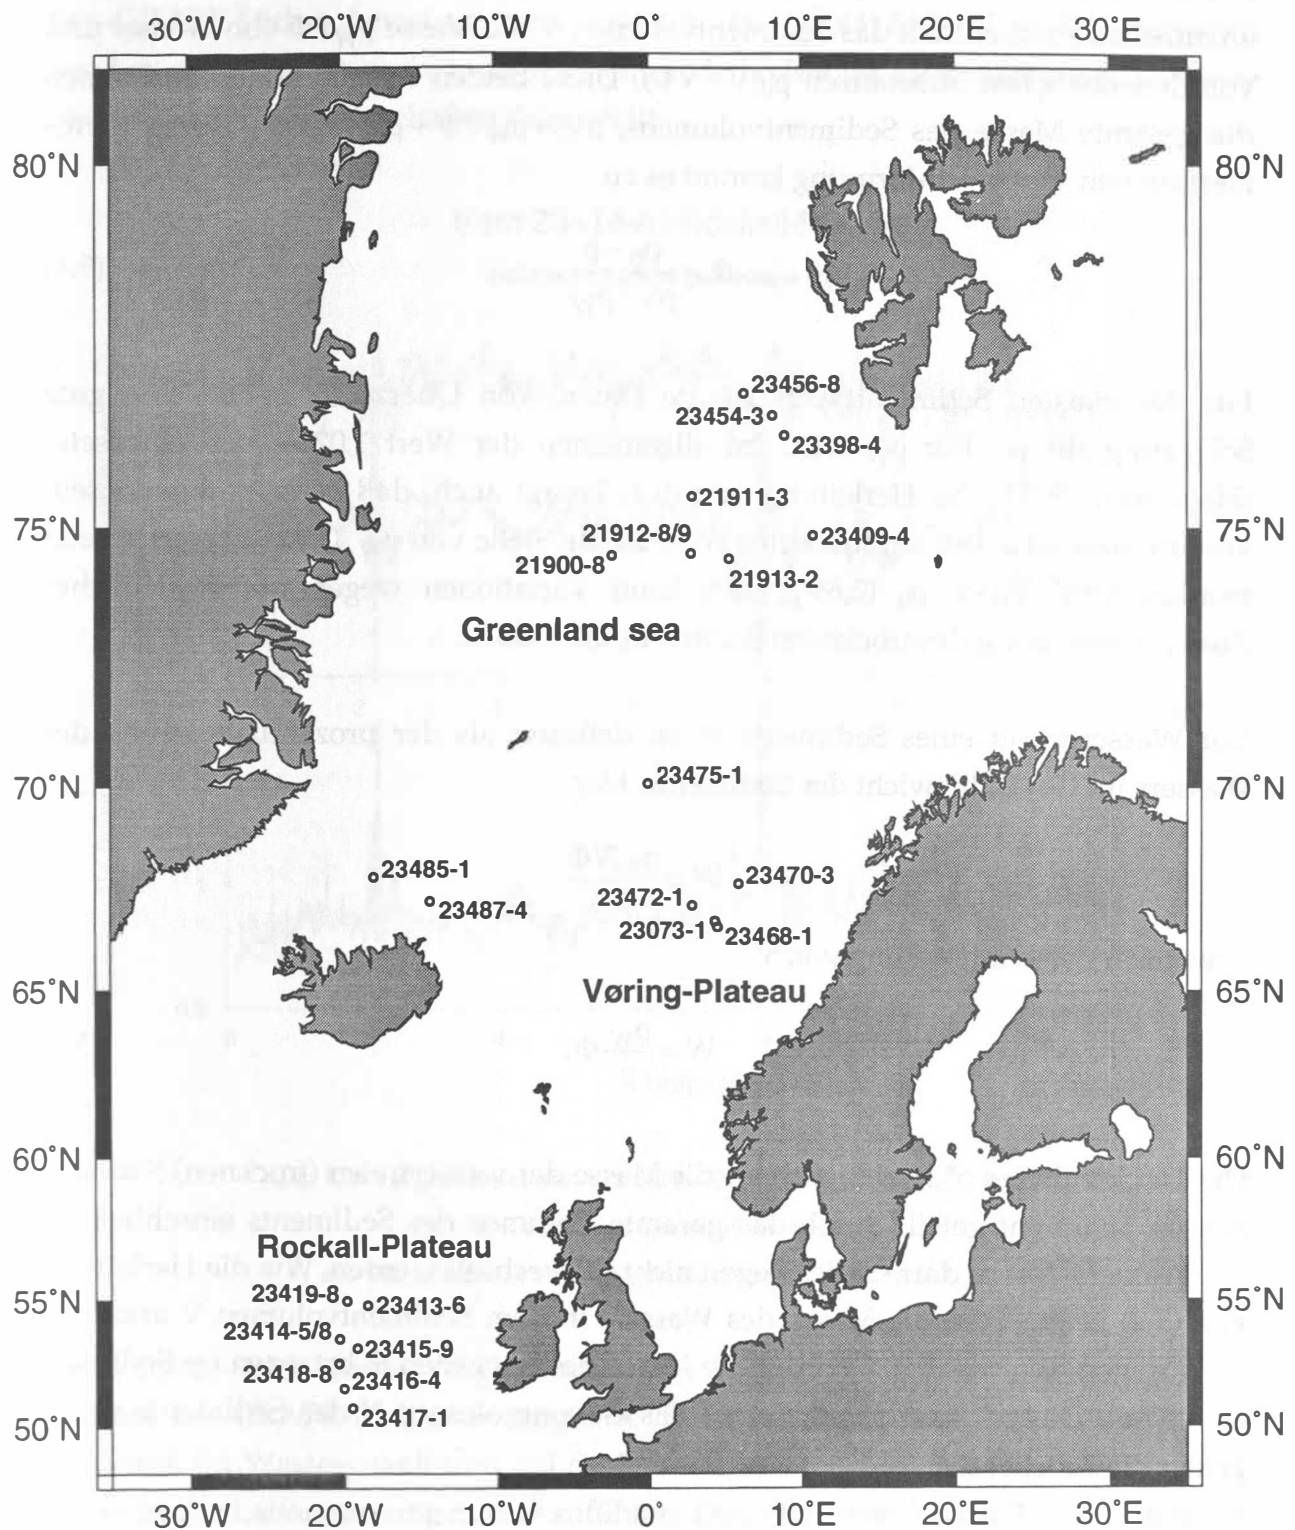 30°W 20°W 10°W 0° 10°E 20°E 30°E
80°N 80°N
23456-8
23454-3
23398-4
21911-3
75°N 21912-8/9 23409-4 75°N
21900-8
21913-2
Greenland sea
23475-1
70°N 70°N
23485-1
23470-3
23472-1
23487-4
23073-1
23468-1
Vøring-Plateau
65°N 65°N
60°N 60°N
Rockall-Plateau
23419-8
23413-6
55°N 55°N
23414-5/8
23415-9
23418-8
23416-4
23417-1
50°N 50°N
30°W 20°W 10°W 0° 10°E 20°E 30°E